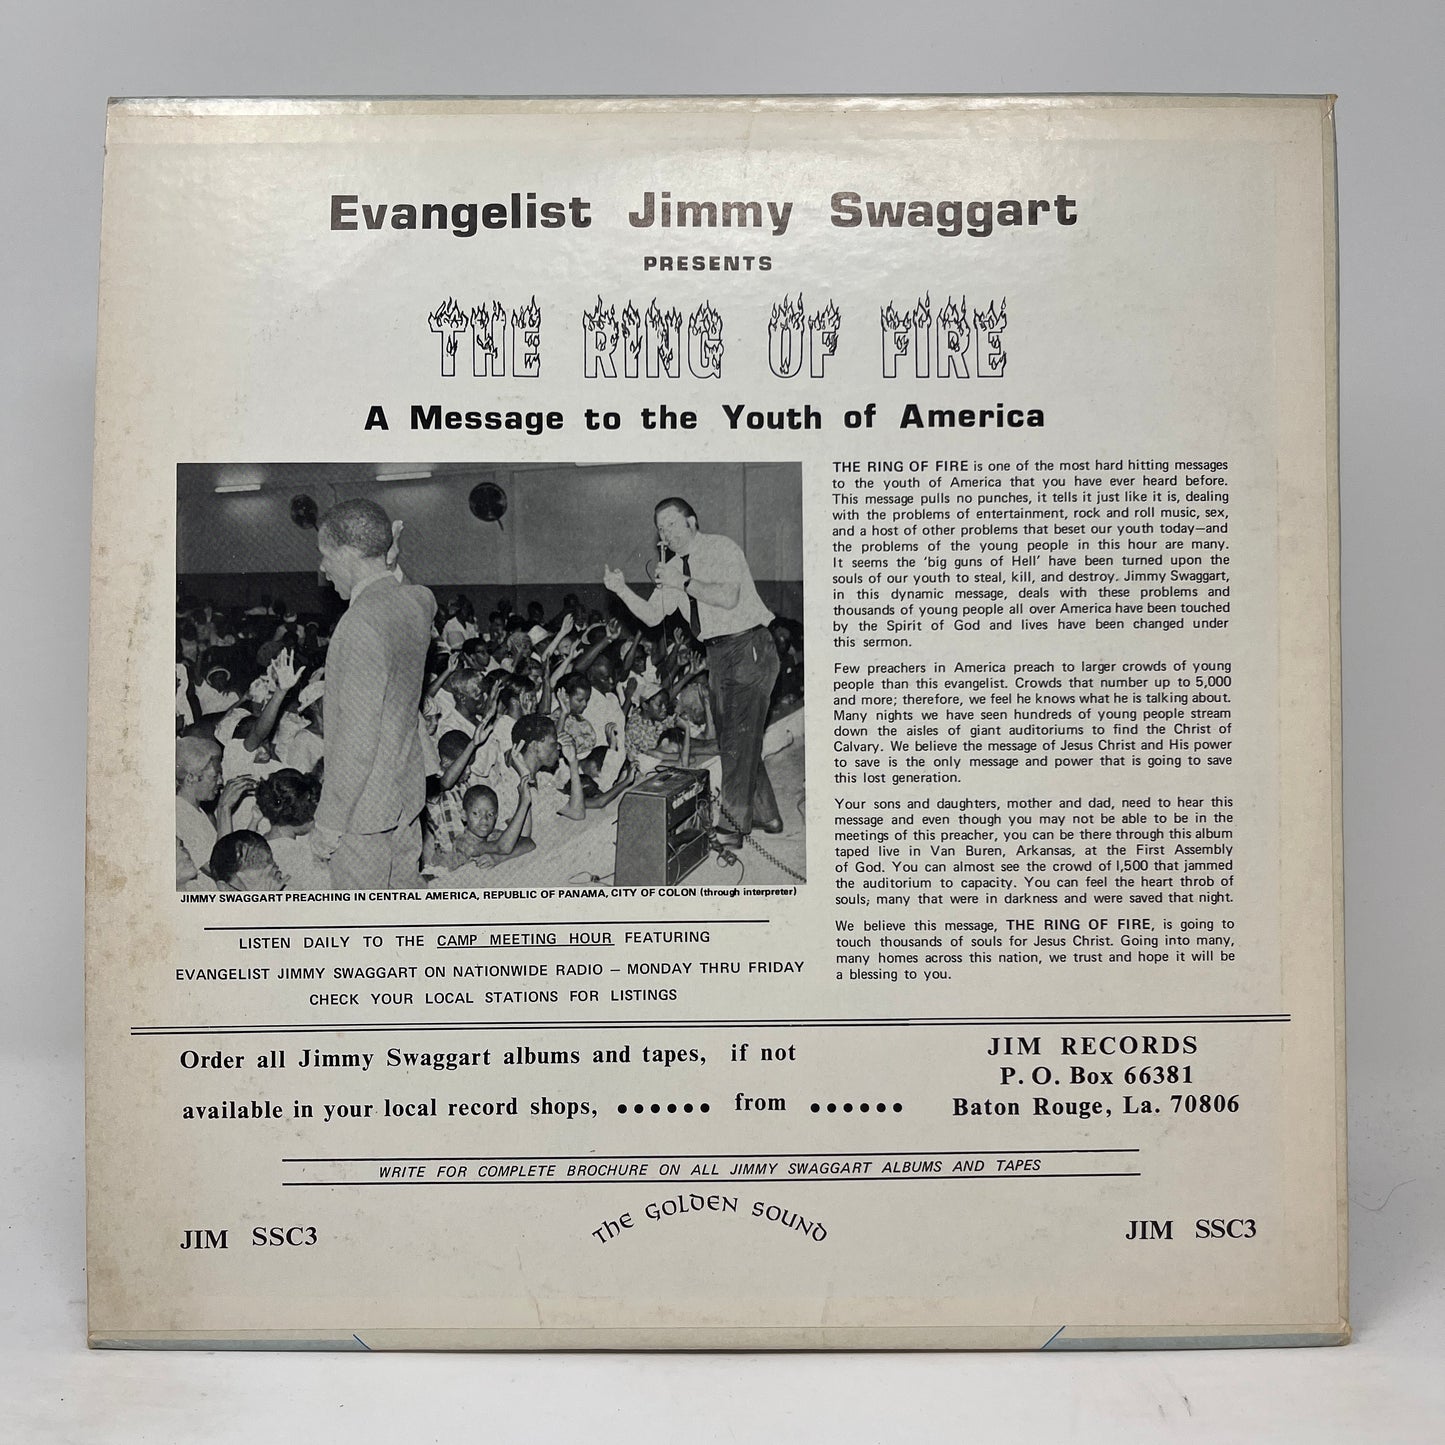 Evangelist Jimmy Swaggart
PRESENTS
THE RING OF FIRE
A Message to the Youth of America
THE RING OF FIRE is one of the most hard hitting messages
to the youth of America that you have ever heard before.
This message pulls no punches, it tells it just like it is, dealing
with the problems of entertainment, rock and roll music, sex,
and a host of other problems that beset our youth today—and
the problems of the young people in this hour are many.
It seems the 'big guns of Hell' have been turned upon the
souls of our youth to steal, kill, and destroy. Jimmy Swaggart,
in this dynamic message, deals with these problems and
thousands of young people all over America have been touched
by the Spirit of God and lives have been changed under
this sermon.
Few preachers in America preach to larger crowds of young
people than this evangelist. Crowds that number up to 5,000
and more; therefore, we feel he knows what he is talking about.
Many nights we have seen hundreds of young people stream
down the aisles of giant auditoriums to find the Christ of
Calvary. We believe the message of Jesus Christ and His power
to save is the only message and power that is going to save
this lost generation.
Your sons and daughters, mother and dad, need to hear this
message and even though you may not be able to be in the
meetings of this preacher, you can be there through this album
taped live in Van Buren, Arkansas, at the First Assembly
of God. You can almost see the crowd of 1,500 that jammed
the auditorium to capacity. You can feel the heart throb of
souls; many that were in darkness and were saved that night.
We believe this message, THE RING OF FIRE, is going to
touch thousands of souls for Jesus Christ. Going into many,
many homes across this nation, we trust and hope it will be
a blessing to you.
JIMMY SWAGGART PREACHING IN CENTRAL AMERICA, REPUBLIC OF PANAMA, CITY OF COLON (through interpreter)
LISTEN DAILY TO THE CAMP MEETING HOUR FEATURING
EVANGELIST JIMMY SWAGGART ON NATIONWIDE RADIO – MONDAY THRU FRIDAY
CHECK YOUR LOCAL STATIONS FOR LISTINGS
Order all Jimmy Swaggart albums and tapes, if not
available in your local record shops, ...... from ......
JIM RECORDS
P. O. Box 66381
Baton Rouge, La. 70806
WRITE FOR COMPLETE BROCHURE ON ALL JIMMY SWAGGART ALBUMS AND TAPES
THE GOLDEN SOUND
JIM SSC3
JIM SSC3